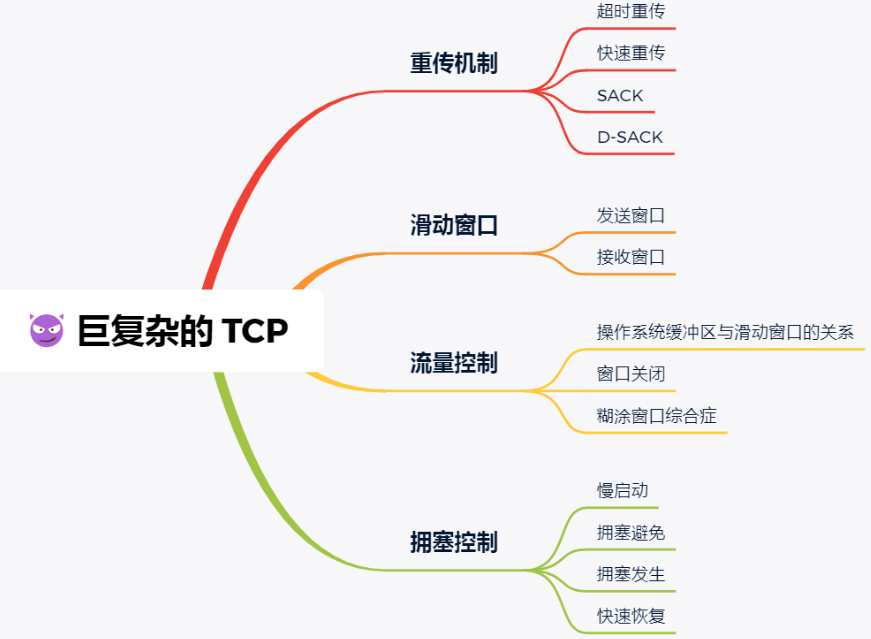 巨复杂的 TCP
重传机制
超时重传
快速重传
SACK
D-SACK
滑动窗口
发送窗口
接收窗口
流量控制
操作系统缓冲区与滑动窗口的关系
窗口关闭
糊涂窗口综合症
拥塞控制
慢启动
拥塞避免
拥塞发生
快速恢复